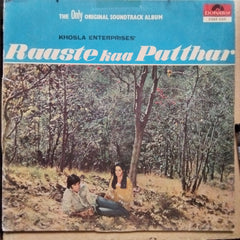 THE Only ORIGINAL SOUNDTRACK ALBUM
Polydor
KHOSLA ENTERPRISES'
Raaste kaa Patthar